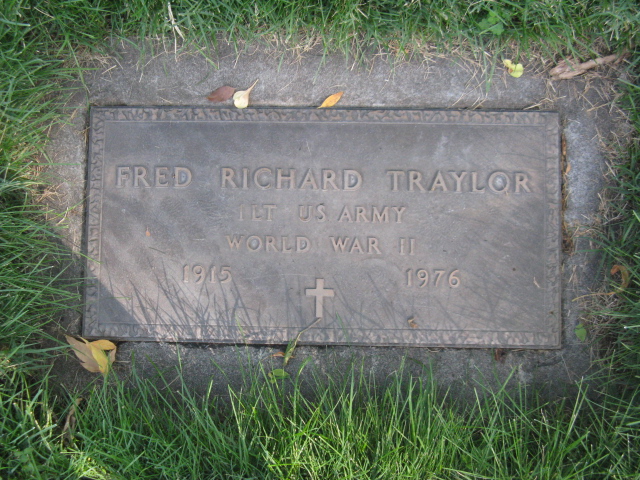 FRED RICHARD TRAYLOR
1LT US ARMY
WORLD WAR II
1915 1976